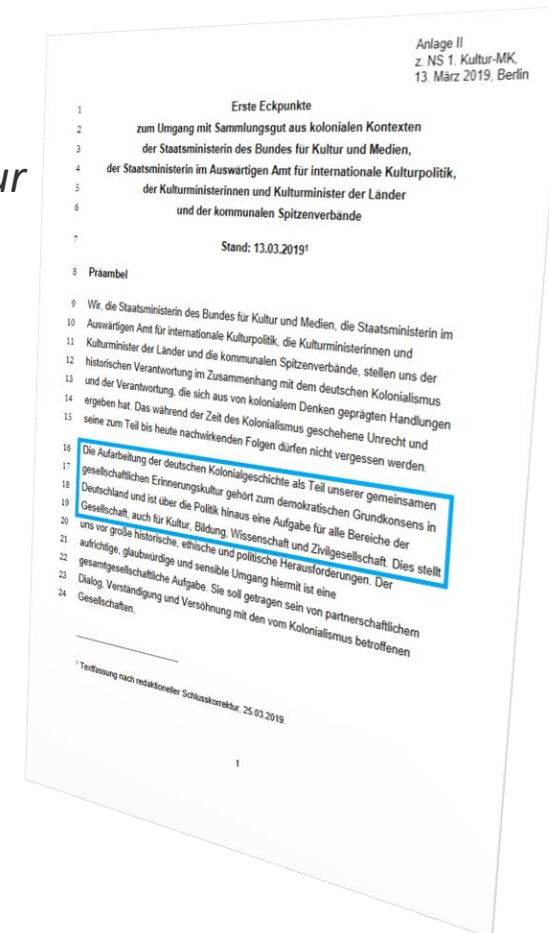 Anlage II
z. NS 1. Kultur-MK,
13. März 2019, Berlin
1 Erste Eckpunkte
2 zum Umgang mit Sammlungsgut aus kolonialen Kontexten
3 der Staatsministerin des Bundes für Kultur und Medien,
4 der Staatsministerin im Auswärtigen Amt für internationale Kulturpolitik,
5 der Kulturministerinnen und Kulturminister der Länder
6 und der kommunalen Spitzenverbände
ur
7 Stand: 13.03.2019¹
8 Präambel
9 Wir, die Staatsministerin des Bundes für Kultur und Medien, die Staatsministerin im
10 Auswärtigen Amt für internationale Kulturpolitik, die Kulturministerinnen und
11 Kulturminister der Länder und die kommunalen Spitzenverbände, stellen uns der
12 historischen Verantwortung im Zusammenhang mit dem deutschen Kolonialismus
13 und der Verantwortung, die sich aus von kolonialem Denken geprägten Handlungen
14 ergeben hat. Das während der Zeit des Kolonialismus geschehene Unrecht und
15 seine zum Teil bis heute nachwirkenden Folgen dürfen nicht vergessen werden.
16 Die Aufarbeitung der deutschen Kolonialgeschichte als Teil unserer gemeinsamen
17 gesellschaftlichen Erinnerungskultur gehört zum demokratischen Grundkonsens in
18 Deutschland und ist über die Politik hinaus eine Aufgabe für alle Bereiche der
19 Gesellschaft, auch für Kultur, Bildung, Wissenschaft und Zivilgesellschaft. Dies stellt
20 uns vor große historische, ethische und politische Herausforderungen. Der
21 aufrichtige, glaubwürdige und sensible Umgang hiermit ist eine
22 gesamtgesellschaftliche Aufgabe. Sie soll getragen sein von partnerschaftlichem
23 Dialog, Verständigung und Versöhnung mit den vom Kolonialismus betroffenen
24 Gesellschaften.
¹ Textfassung nach redaktioneller Schlusskorrektur, 25.03.2019.
1